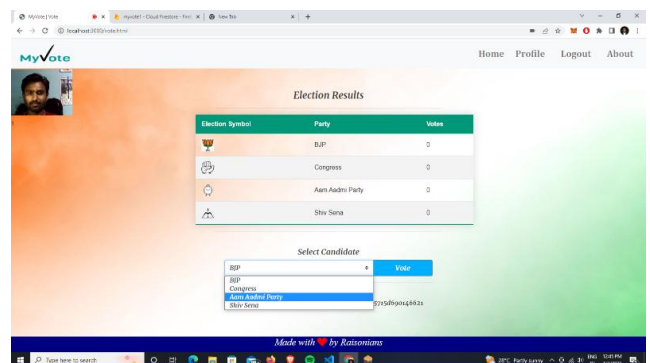 MyVote | Vote
myvote1 - Cloud Firestore - Fire
New Tab
localhost:3000/vote.html
MyVote
Home Profile Logout About
Election Results
Election Symbol Party Votes
BJP 0
Congress 0
Aam Aadmi Party 0
Shiv Sena 0
Select Candidate
BJP Vote
BJP
Congress
Aam Aadmi Party
Shiv Sena
Made with by Raisonians
Type here to search
28°C Partly sunny
ENG